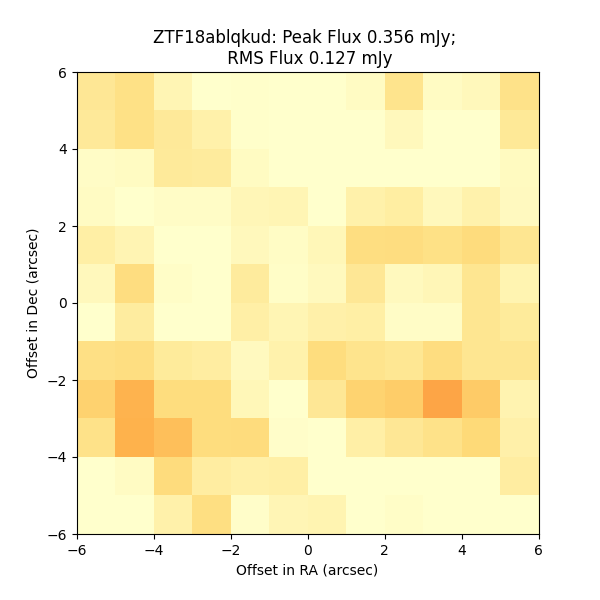 ZTF18ablqkud: Peak Flux 0.356 mJy;
RMS Flux 0.127 mJy
6
4
2
0
−2
−4
−6
Offset in Dec (arcsec)
−6 −4 −2 0 2 4 6
Offset in RA (arcsec)